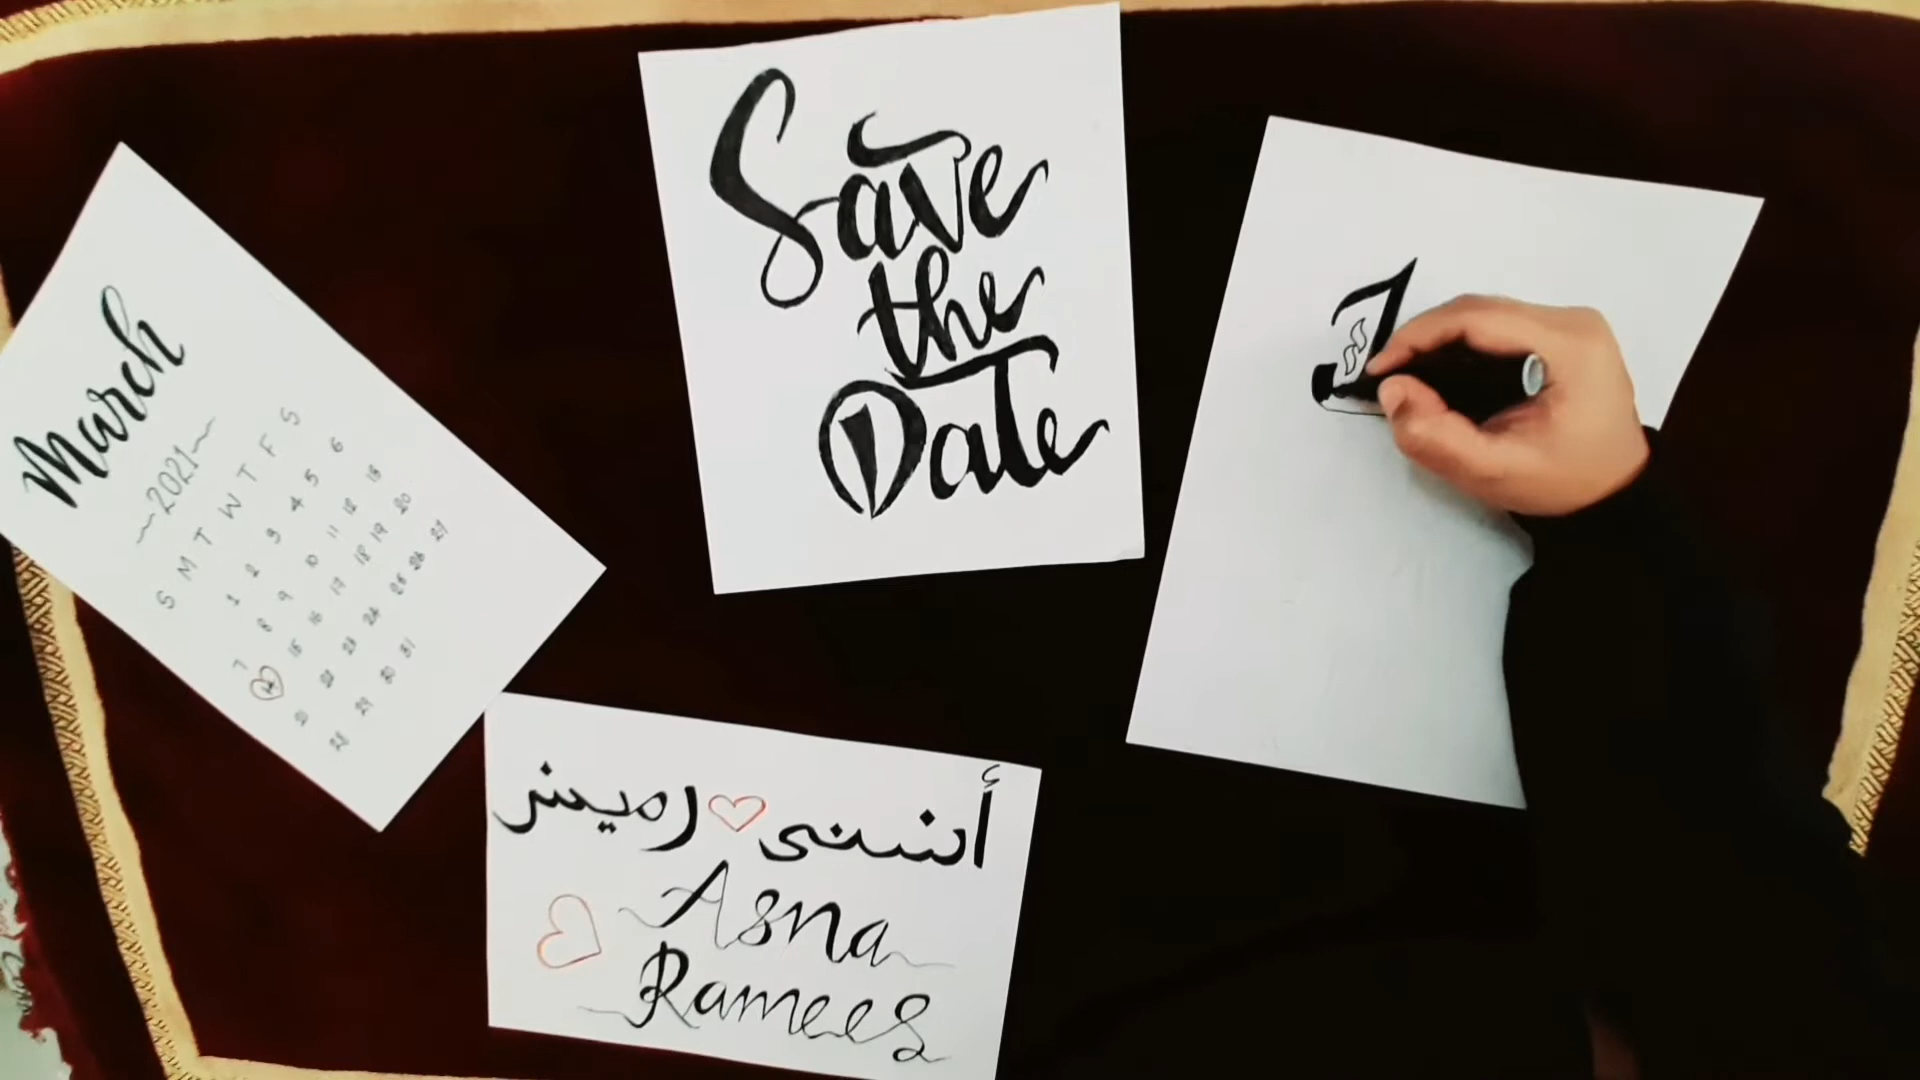 March
~2021~
S M T W T F S
1 2 3 4 5 6
7 8 9 10 11 12 13
14 15 16 17 18 19 20
21 22 23 24 25 26 27
28 29 30 31
Save
the
Date
أسنى ♡ رميز
Asna
Ramees